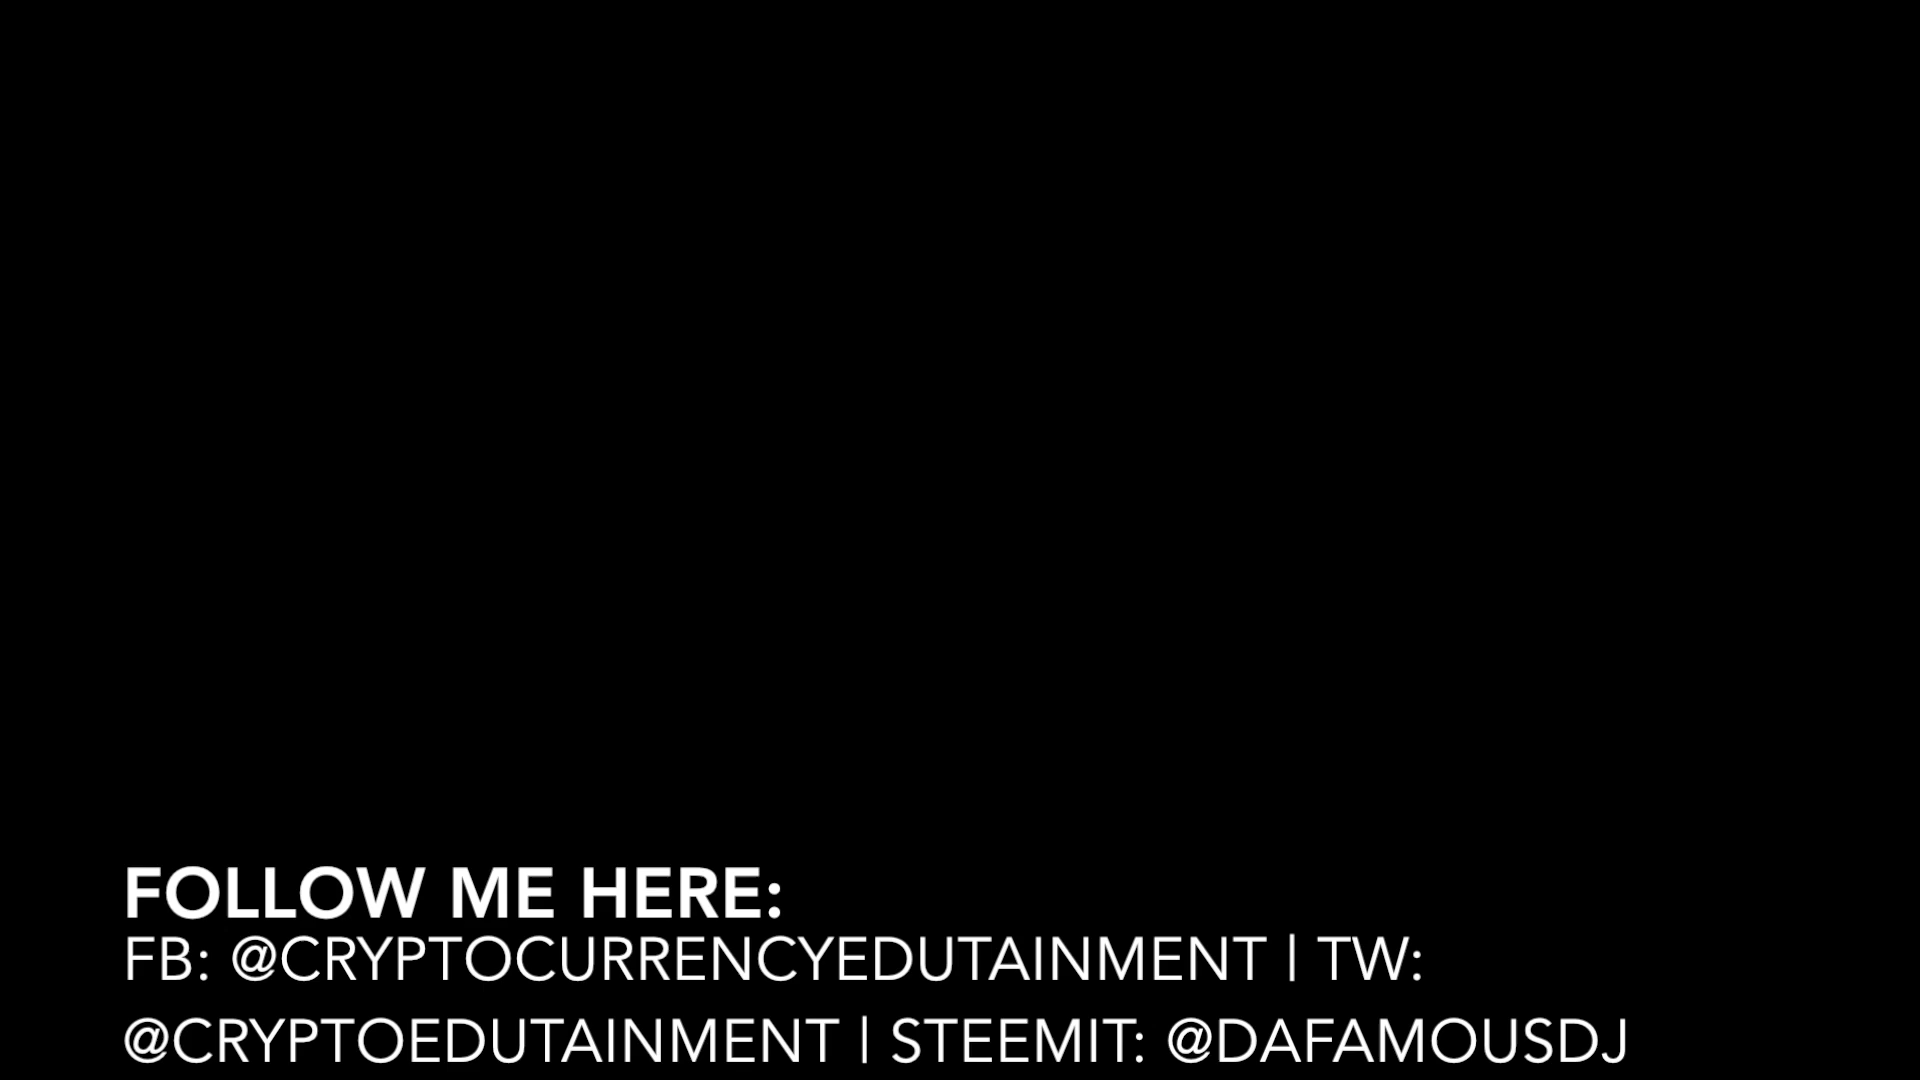 FOLLOW ME HERE:
FB: @CRYPTOCURRENCYEDUTAINMENT | TW:
@CRYPTOEDUTAINMENT | STEEMIT: @DAFAMOUSDJ